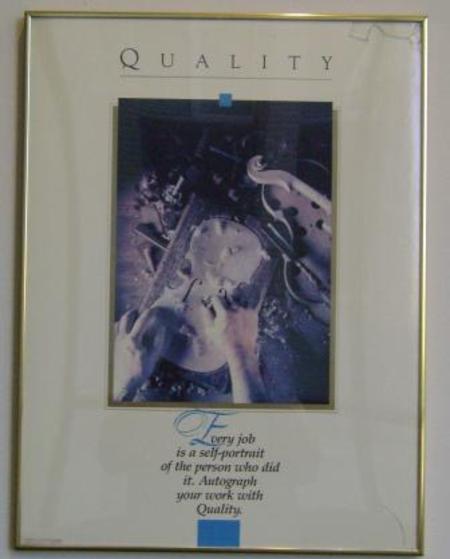 QUALITY
Every job
is a self-portrait
of the person who did
it. Autograph
your work with
Quality.